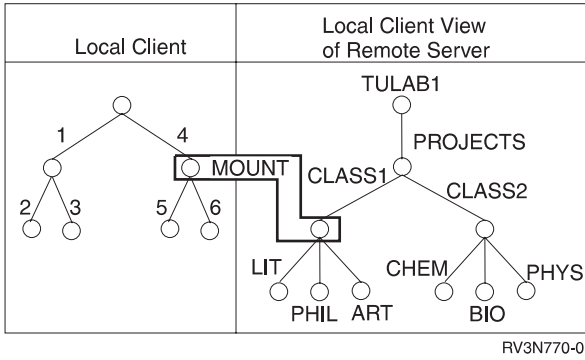 Local Client
Local Client View
of Remote Server
TULAB1
1
4
PROJECTS
MOUNT
CLASS1
CLASS2
2
3
5
6
LIT
PHIL
ART
CHEM
BIO
PHYS
RV3N770-0